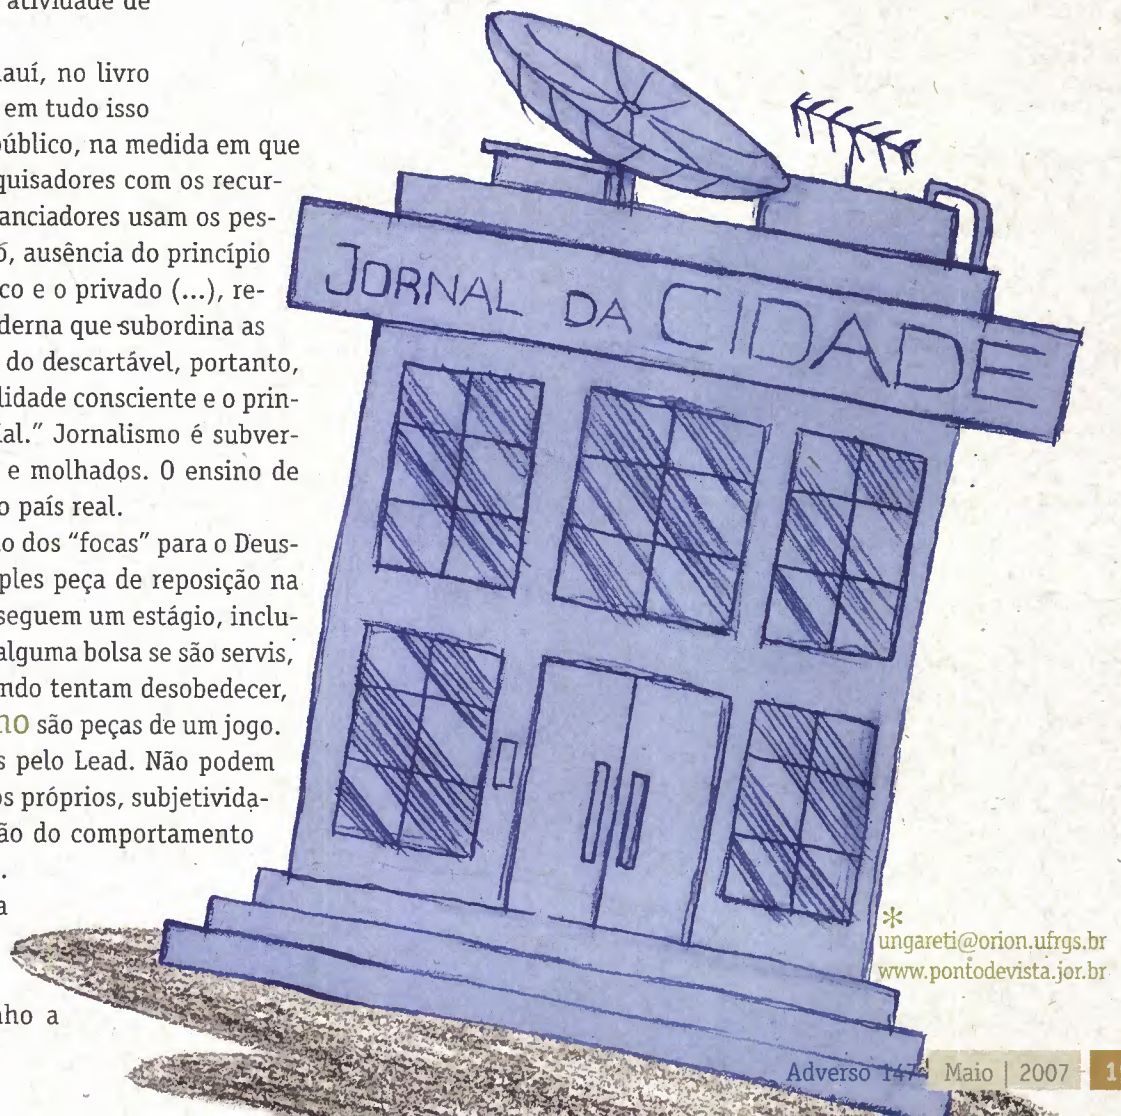 atividade de
auí, no livro
em tudo isso
público, na medida em que
quisadores com os recur-
anciadores usam os pes-
ó, ausência do princípio
co e o privado (...), re-
derna que subordina as
do descartável, portanto,
lidade consciente e o prin-
ial." Jornalismo é subver-
e molhados. O ensino de
o país real.
o dos "focas" para o Deus-
ples peça de reposição na
seguem um estágio, inclu-
alguma bolsa se são servis,
ndo tentam desobedecer,
no são peças de um jogo.
s pelo Lead. Não podem
os próprios, subjetivida-
ão do comportamento
.
a
nho a
JORNAL DA CIDADE
*
ungareti@orion.ufrgs.br
www.pontodevista.jor.br
Adverso 147 Maio | 2007 1